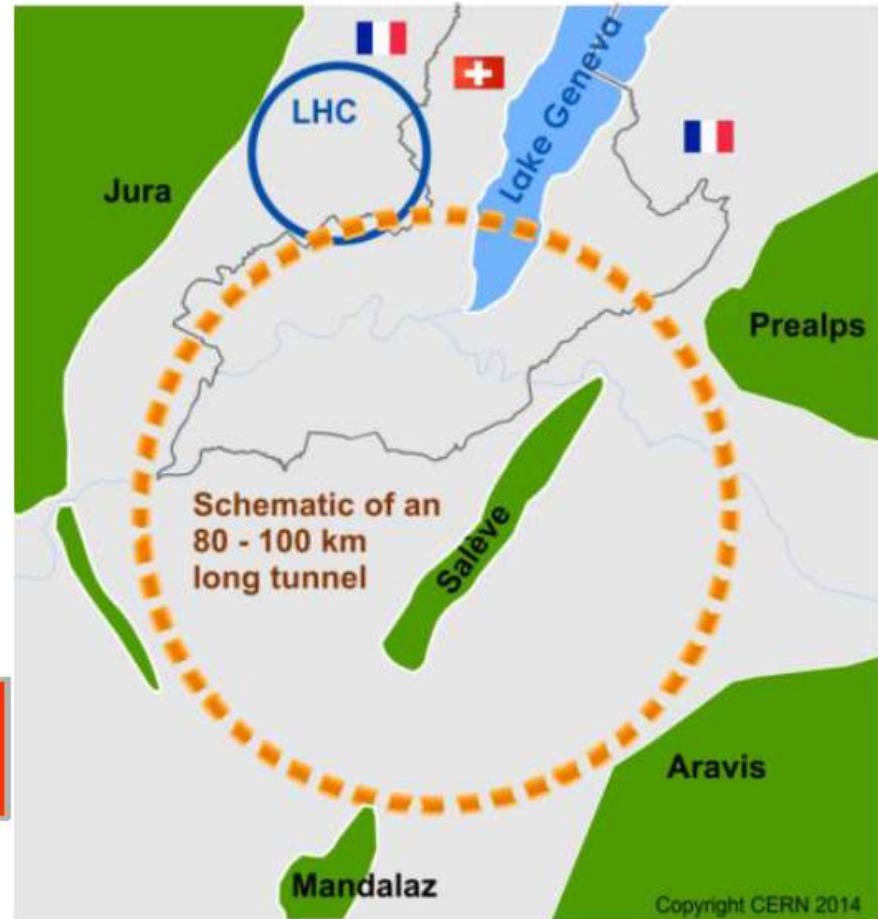 LHC
Lake Geneva
Jura
Prealps
Schematic of an
80 - 100 km
long tunnel
Salève
Aravis
Mandalaz
Copyright CERN 2014